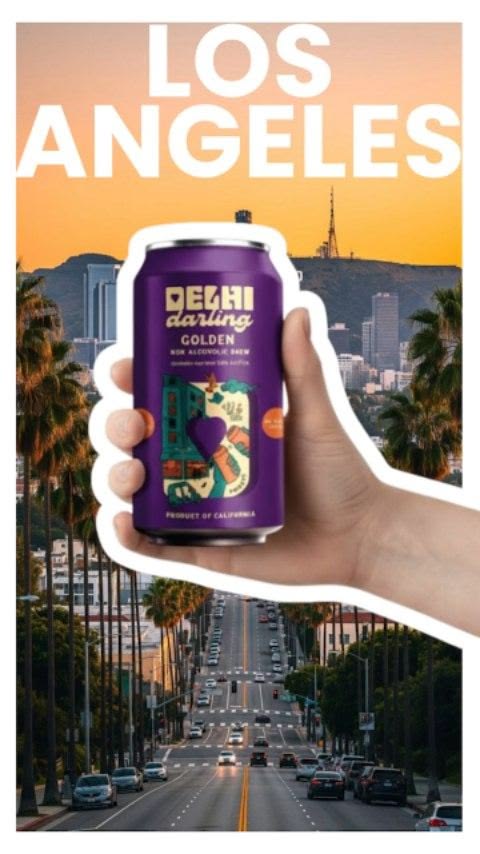 LOS
ANGELES
DELHI
darling
GOLDEN
NON ALCOHOLIC BREW
PRODUCT OF CALIFORNIA